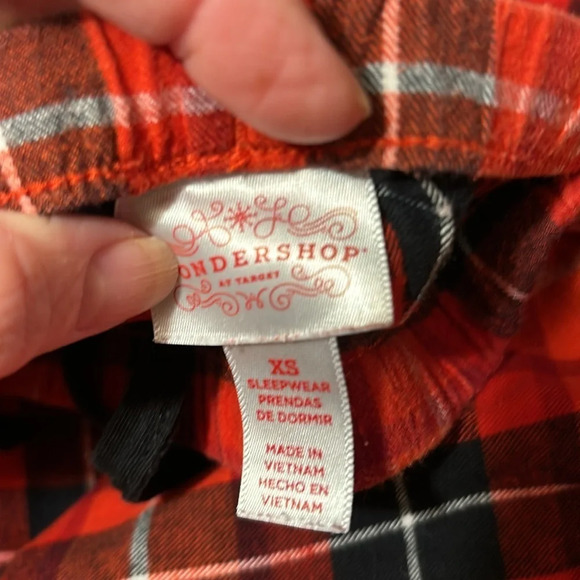 ONDERSHOP
AT TARGET
XS
SLEEPWEAR
PRENDAS
DE DORMIR
MADE IN
VIETNAM
HECHO EN
VIETNAM